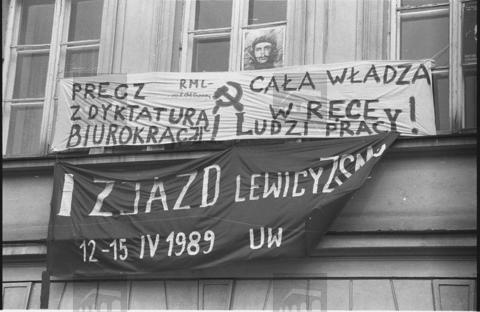 PRECZ RML- CAŁA WŁADZA
Z DYKTATURĄ W RĘCE
BIUROKRACJI LUDZI PRACY!
I ZJAZD LEWICY
12-15 IV 1989 UW